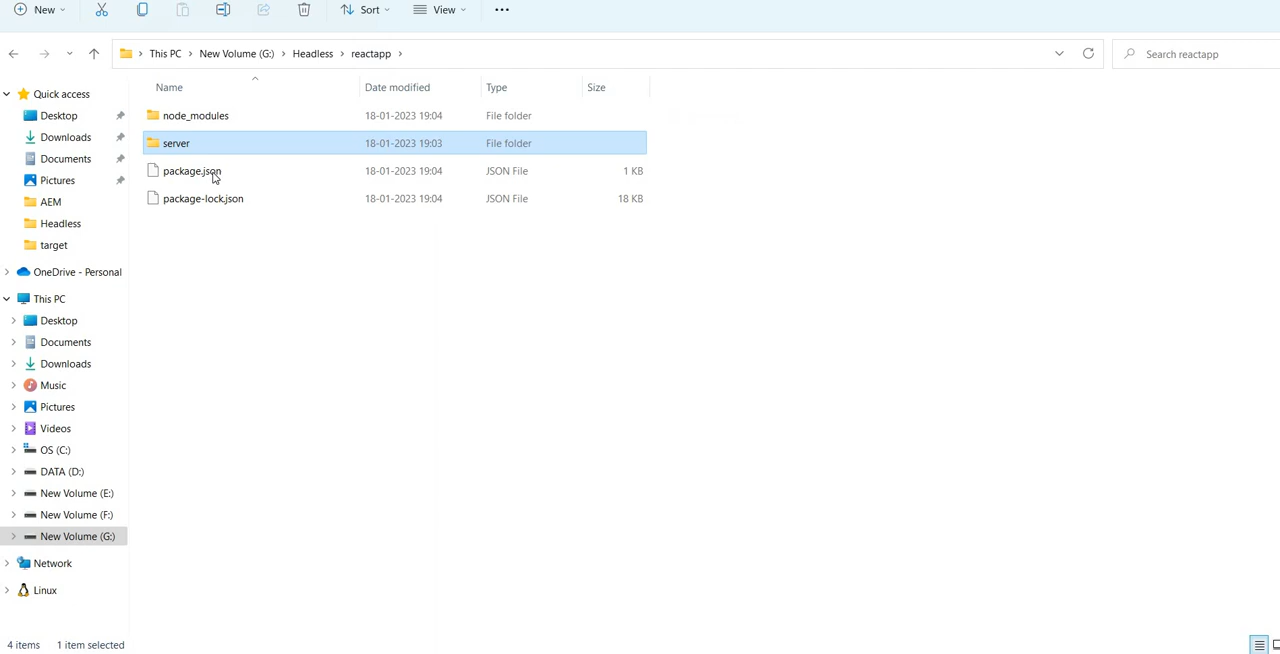 New
Sort
View
This PC > New Volume (G:) > Headless > reactapp >
Search reactapp
Name Date modified Type Size
Quick access
Desktop
Downloads
Documents
Pictures
AEM
Headless
target
OneDrive - Personal
This PC
Desktop
Documents
Downloads
Music
Pictures
Videos
OS (C:)
DATA (D:)
New Volume (E:)
New Volume (F:)
New Volume (G:)
Network
Linux
node_modules 18-01-2023 19:04 File folder
server 18-01-2023 19:03 File folder
package.json 18-01-2023 19:04 JSON File 1 KB
package-lock.json 18-01-2023 19:04 JSON File 18 KB
4 items 1 item selected